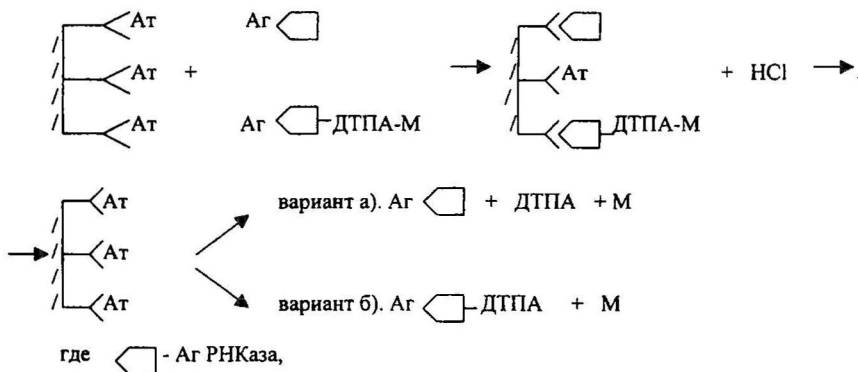 Ат Аг Ат
+ + HCl
Аг ДТПА-М ДТПА-М
Ат
Ат
Ат
вариант а). Аг + ДТПА + М
Ат
Ат
вариант б). Аг ДТПА + М
Ат
где - Аг РНКаза,